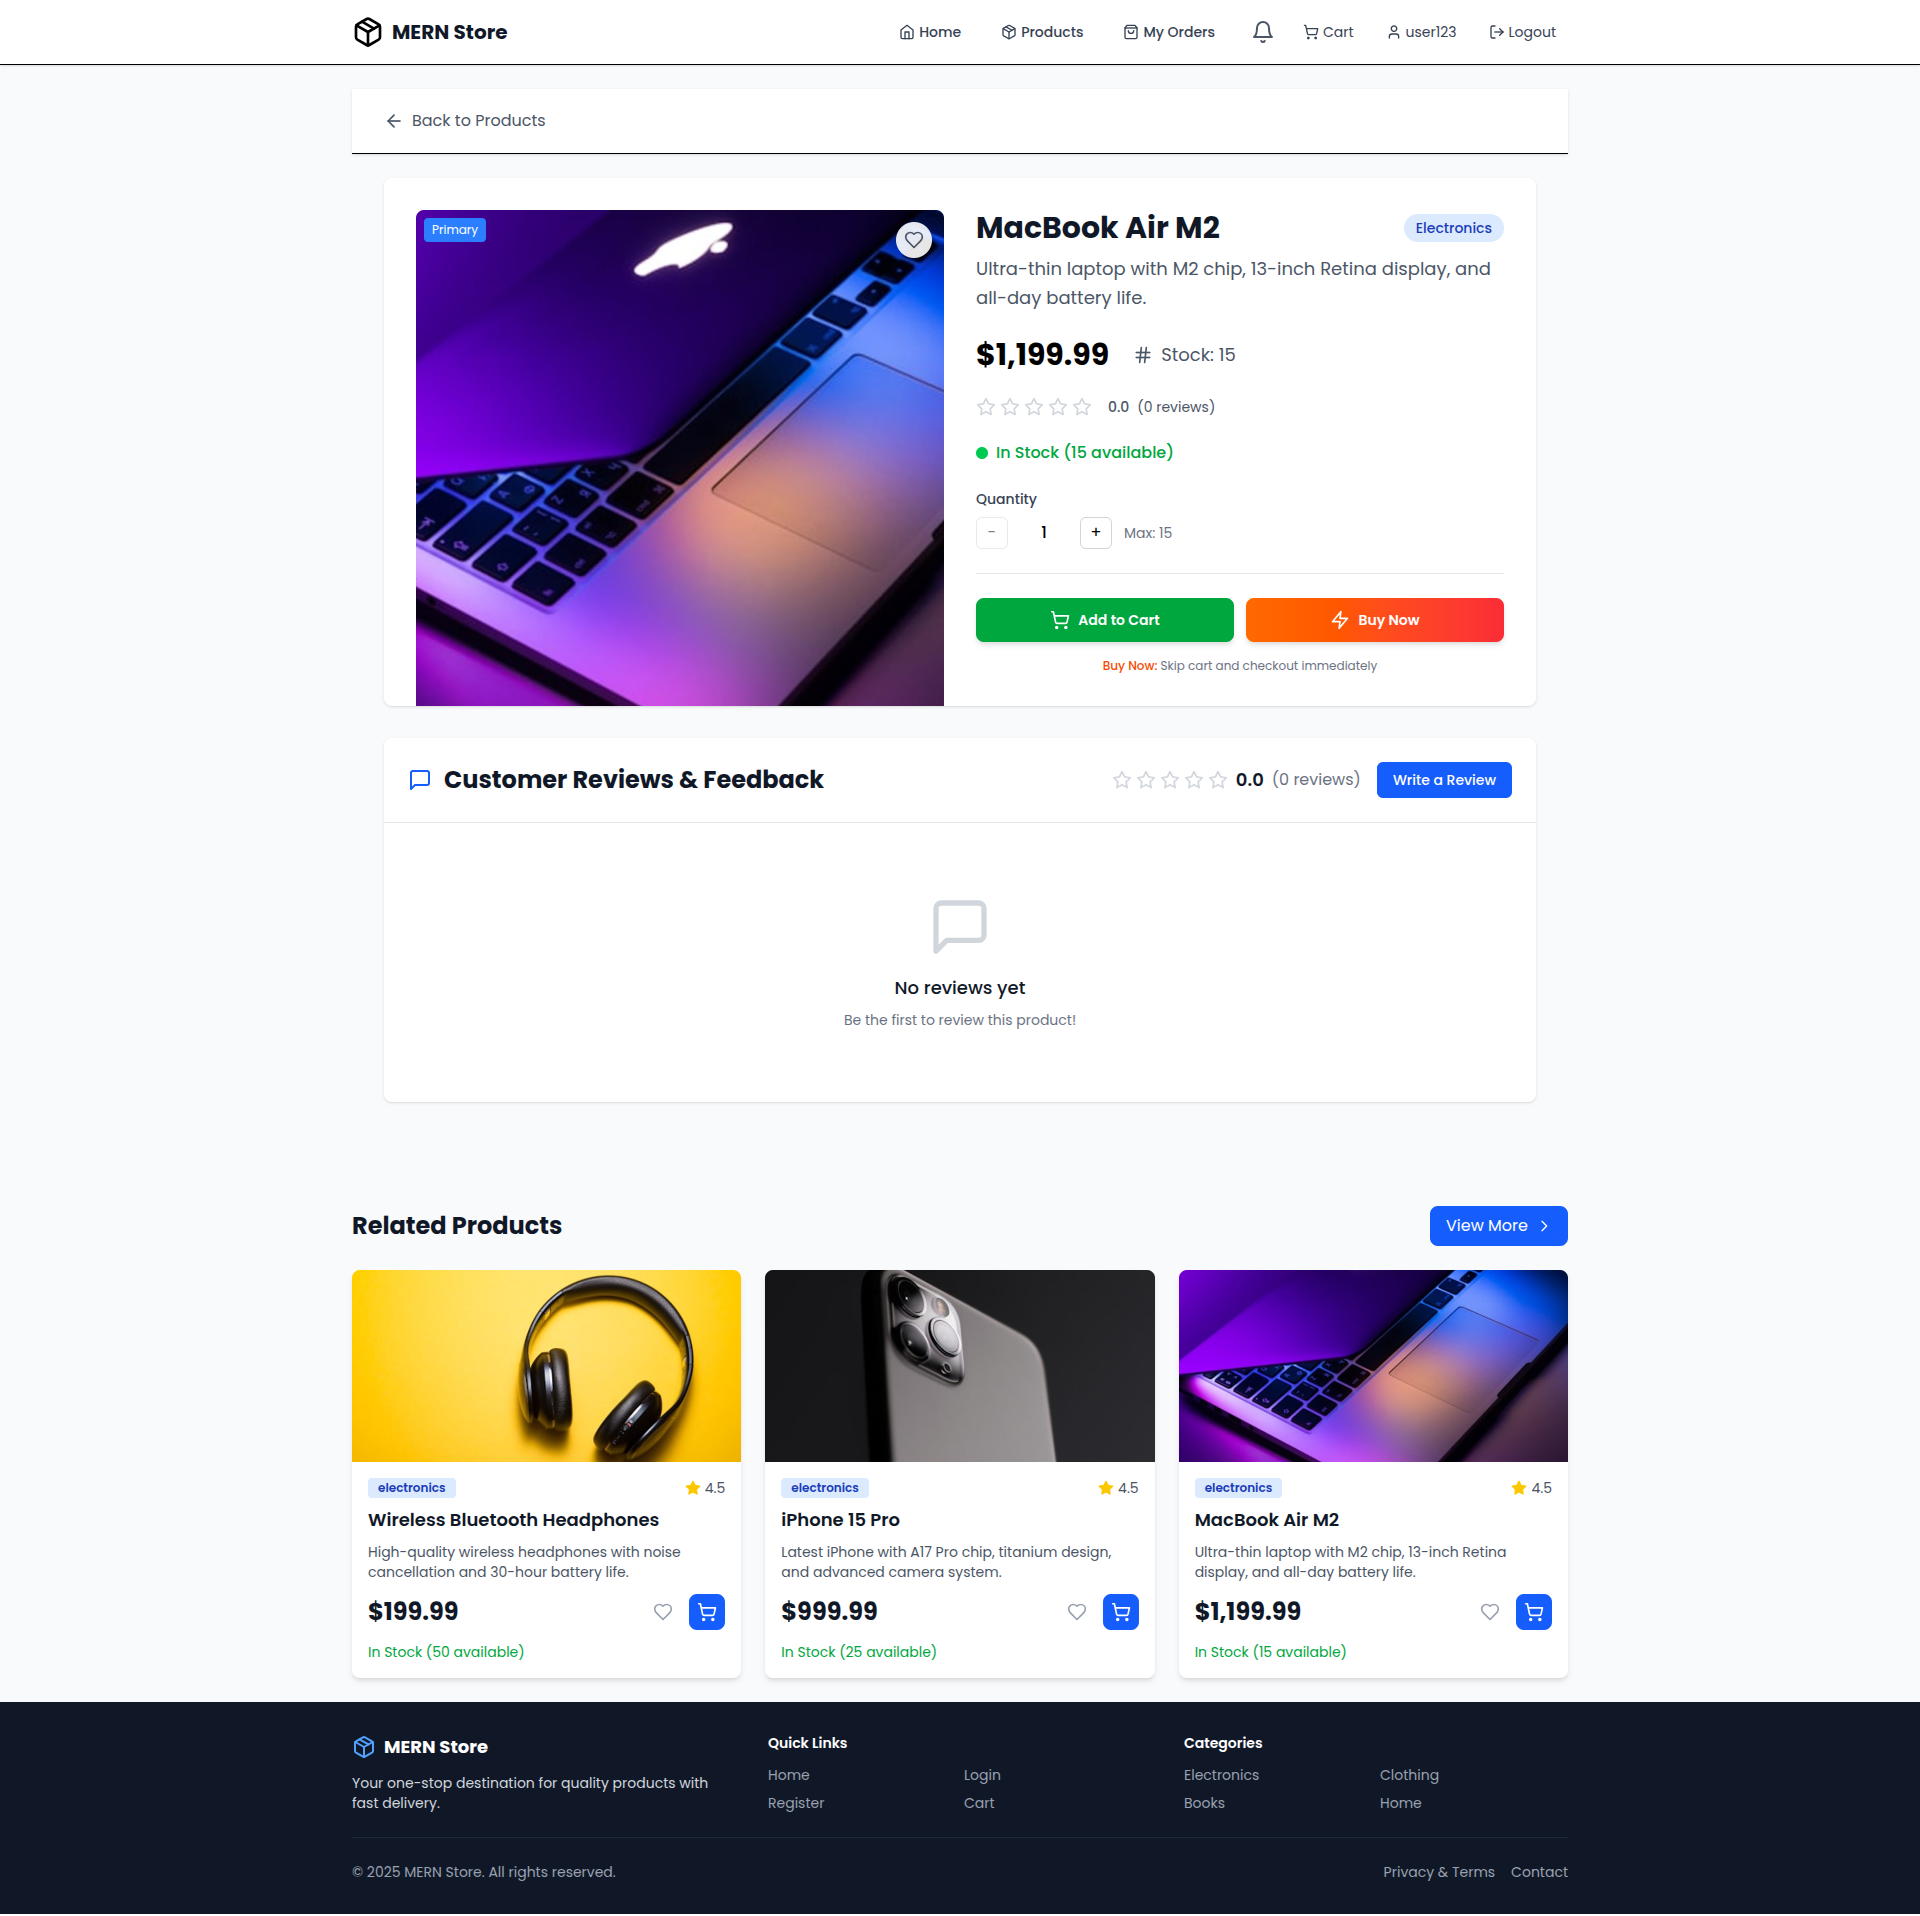 MERN Store
Home
Products
My Orders
Cart
user123
Logout
Back to Products
Primary
MacBook Air M2
Electronics
Ultra-thin laptop with M2 chip, 13-inch Retina display, and
all-day battery life.
$1,199.99
Stock: 15
0.0 (0 reviews)
In Stock (15 available)
Quantity
-
1
+
Max: 15
Add to Cart
Buy Now
Buy Now: Skip cart and checkout immediately
Customer Reviews & Feedback
0.0 (0 reviews)
Write a Review
No reviews yet
Be the first to review this product!
Related Products
View More
electronics
4.5
Wireless Bluetooth Headphones
High-quality wireless headphones with noise
cancellation and 30-hour battery life.
$199.99
In Stock (50 available)
electronics
4.5
iPhone 15 Pro
Latest iPhone with A17 Pro chip, titanium design,
and advanced camera system.
$999.99
In Stock (25 available)
electronics
4.5
MacBook Air M2
Ultra-thin laptop with M2 chip, 13-inch Retina
display, and all-day battery life.
$1,199.99
In Stock (15 available)
MERN Store
Your one-stop destination for quality products with
fast delivery.
Quick Links
Home
Login
Register
Cart
Categories
Electronics
Clothing
Books
Home
© 2025 MERN Store. All rights reserved.
Privacy & Terms
Contact